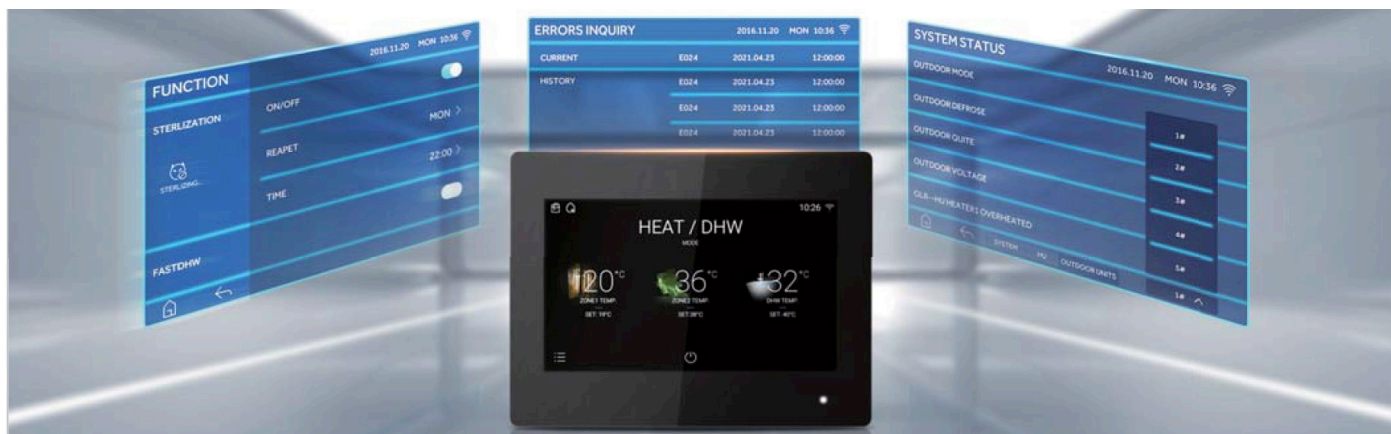 FUNCTION
2016.11.20 MON 10:36
STERLIZATION
ON/OFF
REAPET
MON >
STERLIZING...
TIME
22:00 >
FASTDHW
ERRORS INQUIRY 2016.11.20 MON 10:36
CURRENT E024 2021.04.23 12:00:00
HISTORY E024 2021.04.23 12:00:00
E024 2021.04.23 12:00:00
E024 2021.04.23 12:00:00
SYSTEM STATUS
2016.11.20 MON 10:36
OUTDOOR MODE
OUTDOOR DEFROSE
1#
OUTDOOR QUITE
2#
OUTDOOR VOLTAGE
3#
HEATER1 OVERHEATED
4#
SYSTEM HU OUTDOOR UNITS
5#
1#
10:26
HEAT / DHW
MODE
20°C 36°C 32°C
ZONE1 TEMP. ZONE2 TEMP. DHW TEMP.
SET: 19°C SET:38°C SET: 40°C